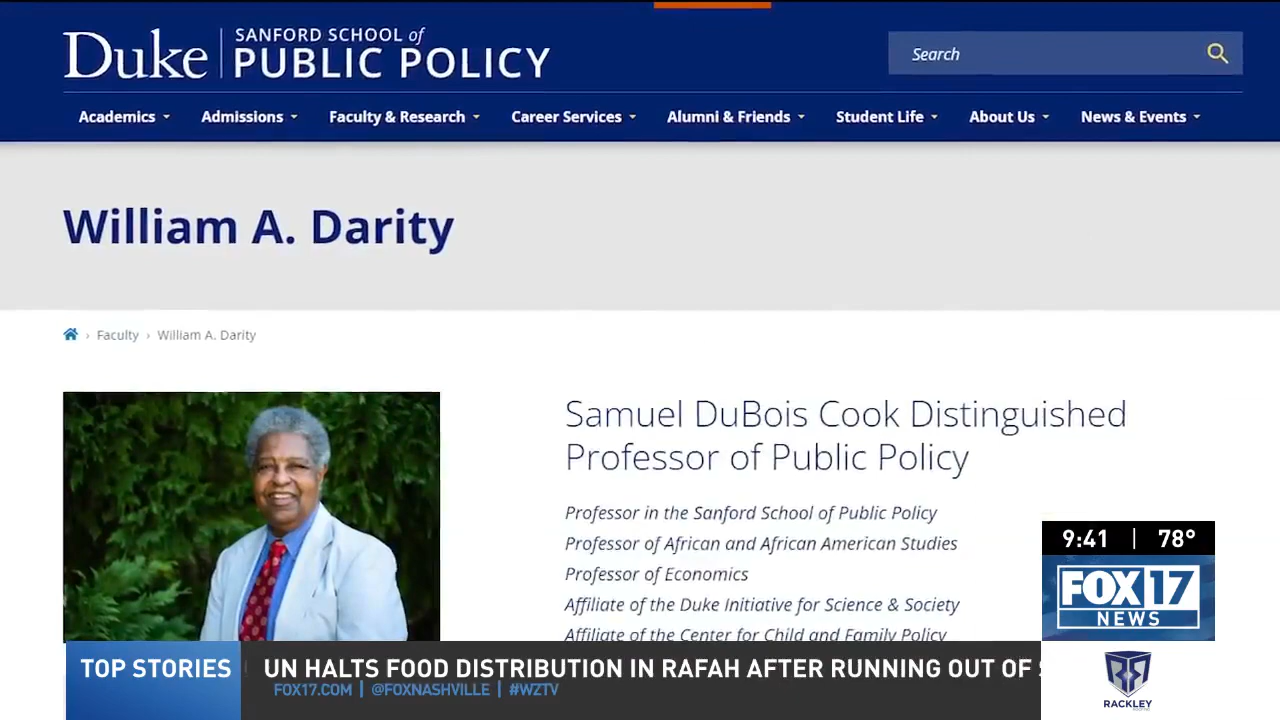 Duke
SANFORD SCHOOL of
PUBLIC POLICY
Search
Academics Admissions Faculty & Research Career Services Alumni & Friends Student Life About Us News & Events
William A. Darity
Faculty › William A. Darity
Samuel DuBois Cook Distinguished
Professor of Public Policy
Professor in the Sanford School of Public Policy
Professor of African and African American Studies
Professor of Economics
Affiliate of the Duke Initiative for Science & Society
Affiliate of the Center for Child and Family Policy
9:41 | 78°
FOX 17
NEWS
TOP STORIES
UN HALTS FOOD DISTRIBUTION IN RAFAH AFTER RUNNING OUT OF
FOX17.COM | @FOXNASHVILLE | #WZTV
RACKLEY